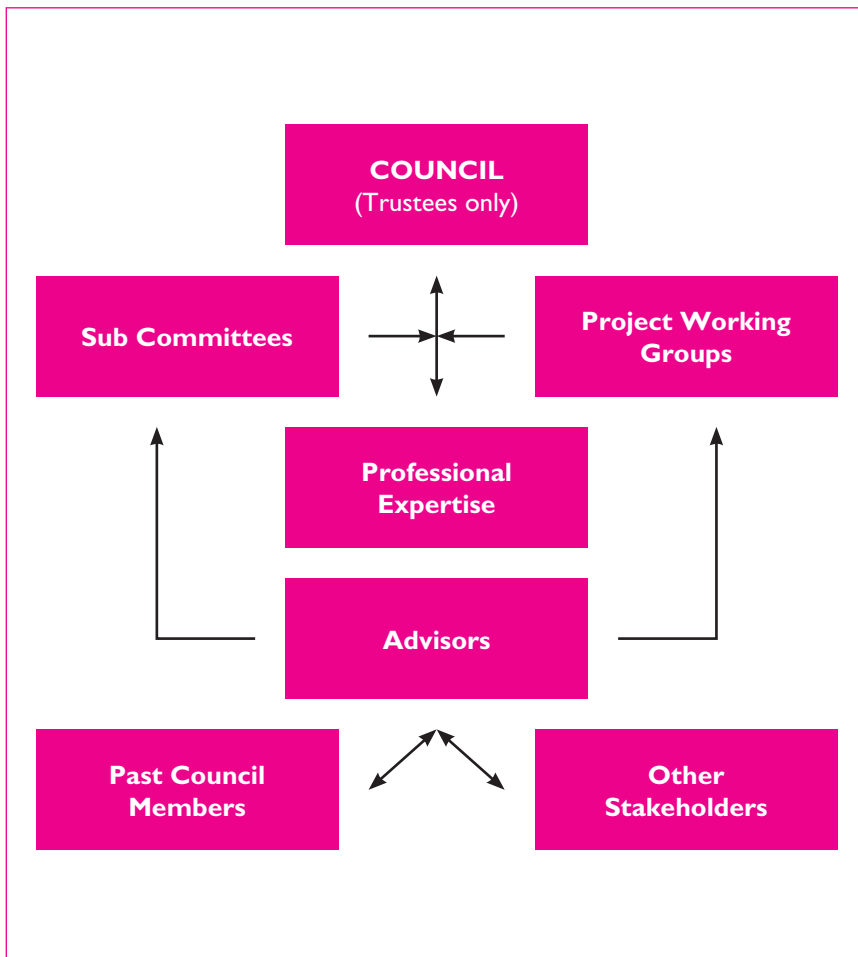 COUNCIL
(Trustees only)
Sub Committees
Project Working
Groups
Professional
Expertise
Advisors
Past Council
Members
Other
Stakeholders